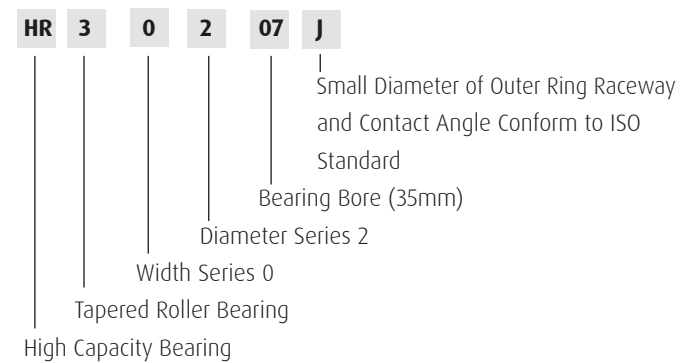 HR 3 0 2 07 J
Small Diameter of Outer Ring Raceway
and Contact Angle Conform to ISO
Standard
Bearing Bore (35mm)
Diameter Series 2
Width Series 0
Tapered Roller Bearing
High Capacity Bearing